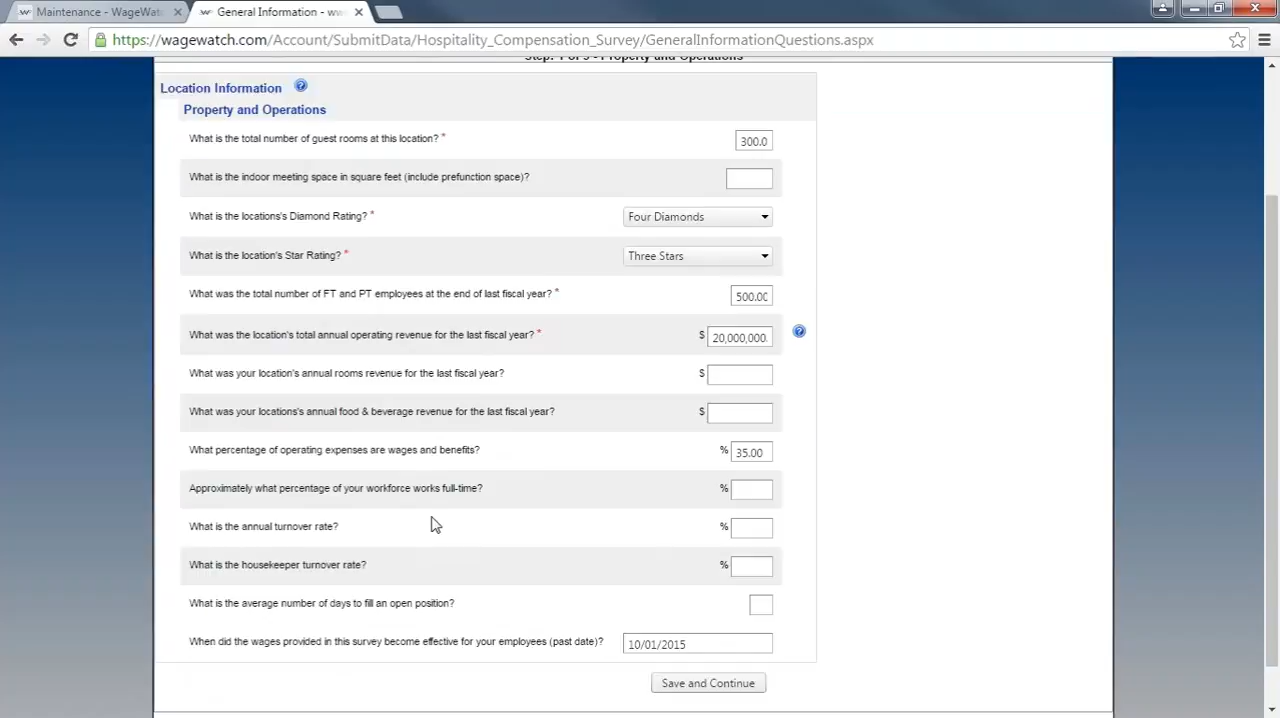 Maintenance - WageWat
General Information - ww
https://wagewatch.com/Account/SubmitData/Hospitality_Compensation_Survey/GeneralInformationQuestions.aspx
Property and Operations
Location Information
Property and Operations
What is the total number of guest rooms at this location? *
300.0
What is the indoor meeting space in square feet (include prefunction space)?
What is the locations's Diamond Rating? *
Four Diamonds
What is the location's Star Rating? *
Three Stars
What was the total number of FT and PT employees at the end of last fiscal year? *
500.00
What was the location's total annual operating revenue for the last fiscal year? *
$ 20,000,000.
What was your location's annual rooms revenue for the last fiscal year?
$
What was your locations's annual food & beverage revenue for the last fiscal year?
$
What percentage of operating expenses are wages and benefits?
% 35.00
Approximately what percentage of your workforce works full-time?
%
What is the annual turnover rate?
%
What is the housekeeper turnover rate?
%
What is the average number of days to fill an open position?
When did the wages provided in this survey become effective for your employees (past date)?
10/01/2015
Save and Continue